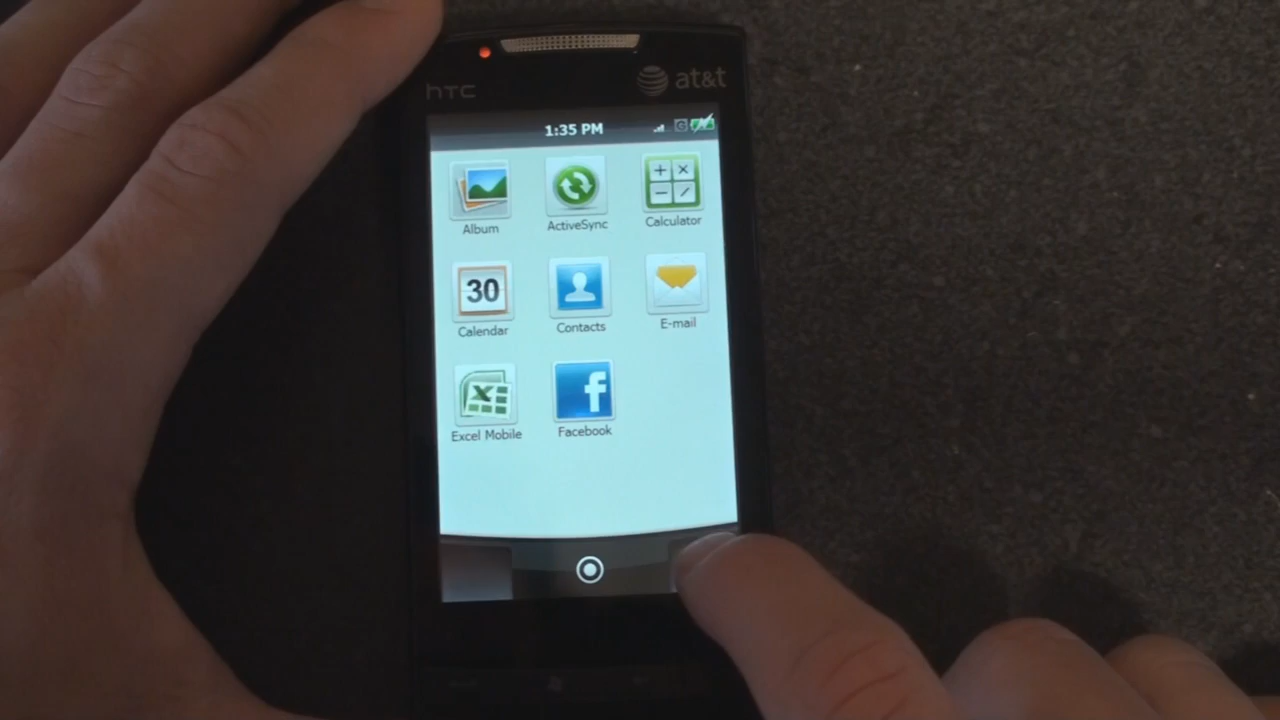 hTC
at&t
1:35 PM
G
Album
ActiveSync
Calculator
30
Calendar
Contacts
E-mail
X
f
Excel Mobile
Facebook